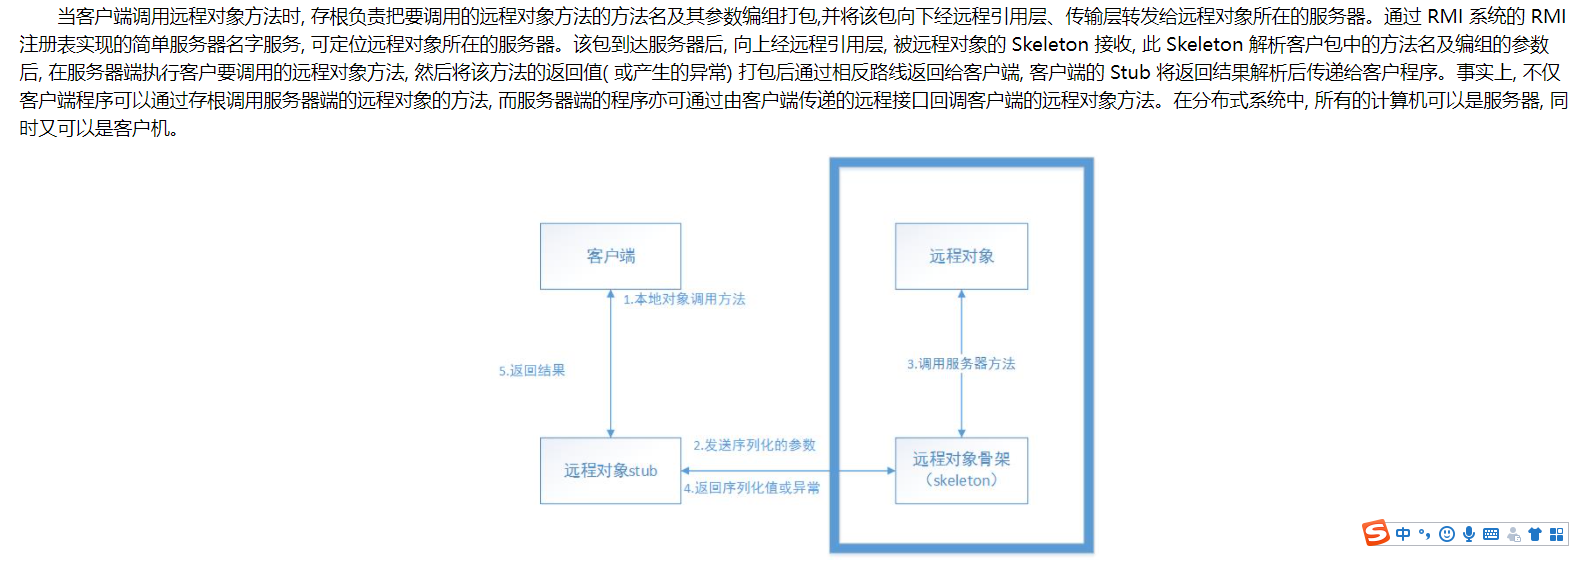 当客户端调用远程对象方法时, 存根负责把要调用的远程对象方法的方法名及其参数编组打包,并将该包向下经远程引用层、传输层转发给远程对象所在的服务器。通过 RMI 系统的 RMI
注册表实现的简单服务器名字服务, 可定位远程对象所在的服务器。该包到达服务器后, 向上经远程引用层, 被远程对象的 Skeleton 接收, 此 Skeleton 解析客户包中的方法名及编组的参数
后, 在服务器端执行客户要调用的远程对象方法, 然后将该方法的返回值( 或产生的异常) 打包后通过相反路线返回给客户端, 客户端的 Stub 将返回结果解析后传递给客户程序。事实上, 不仅
客户端程序可以通过存根调用服务器端的远程对象的方法, 而服务器端的程序亦可通过由客户端传递的远程接口回调客户端的远程对象方法。在分布式系统中, 所有的计算机可以是服务器, 同
时又可以是客户机。
客户端
远程对象
1.本地对象调用方法
3.调用服务器方法
5.返回结果
2.发送序列化的参数
远程对象stub
远程对象骨架
（skeleton）
4.返回序列化值或异常
S 中